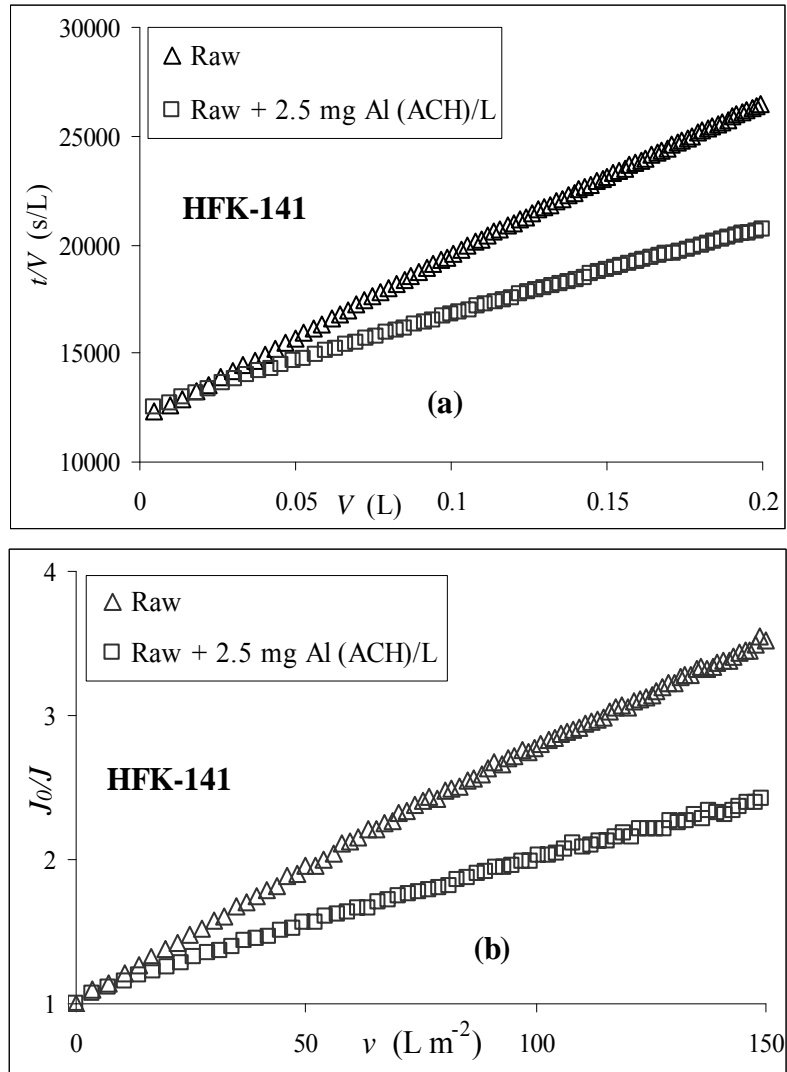 30000
Raw
Raw + 2.5 mg Al (ACH)/L
25000
HFK-141
t/V (s/L)
20000
15000
(a)
10000
0
0.05
V (L)
0.1
0.15
0.2
4
Raw
Raw + 2.5 mg Al (ACH)/L
3
HFK-141
J0/J
2
(b)
1
0
50
v (L m-2)
100
150